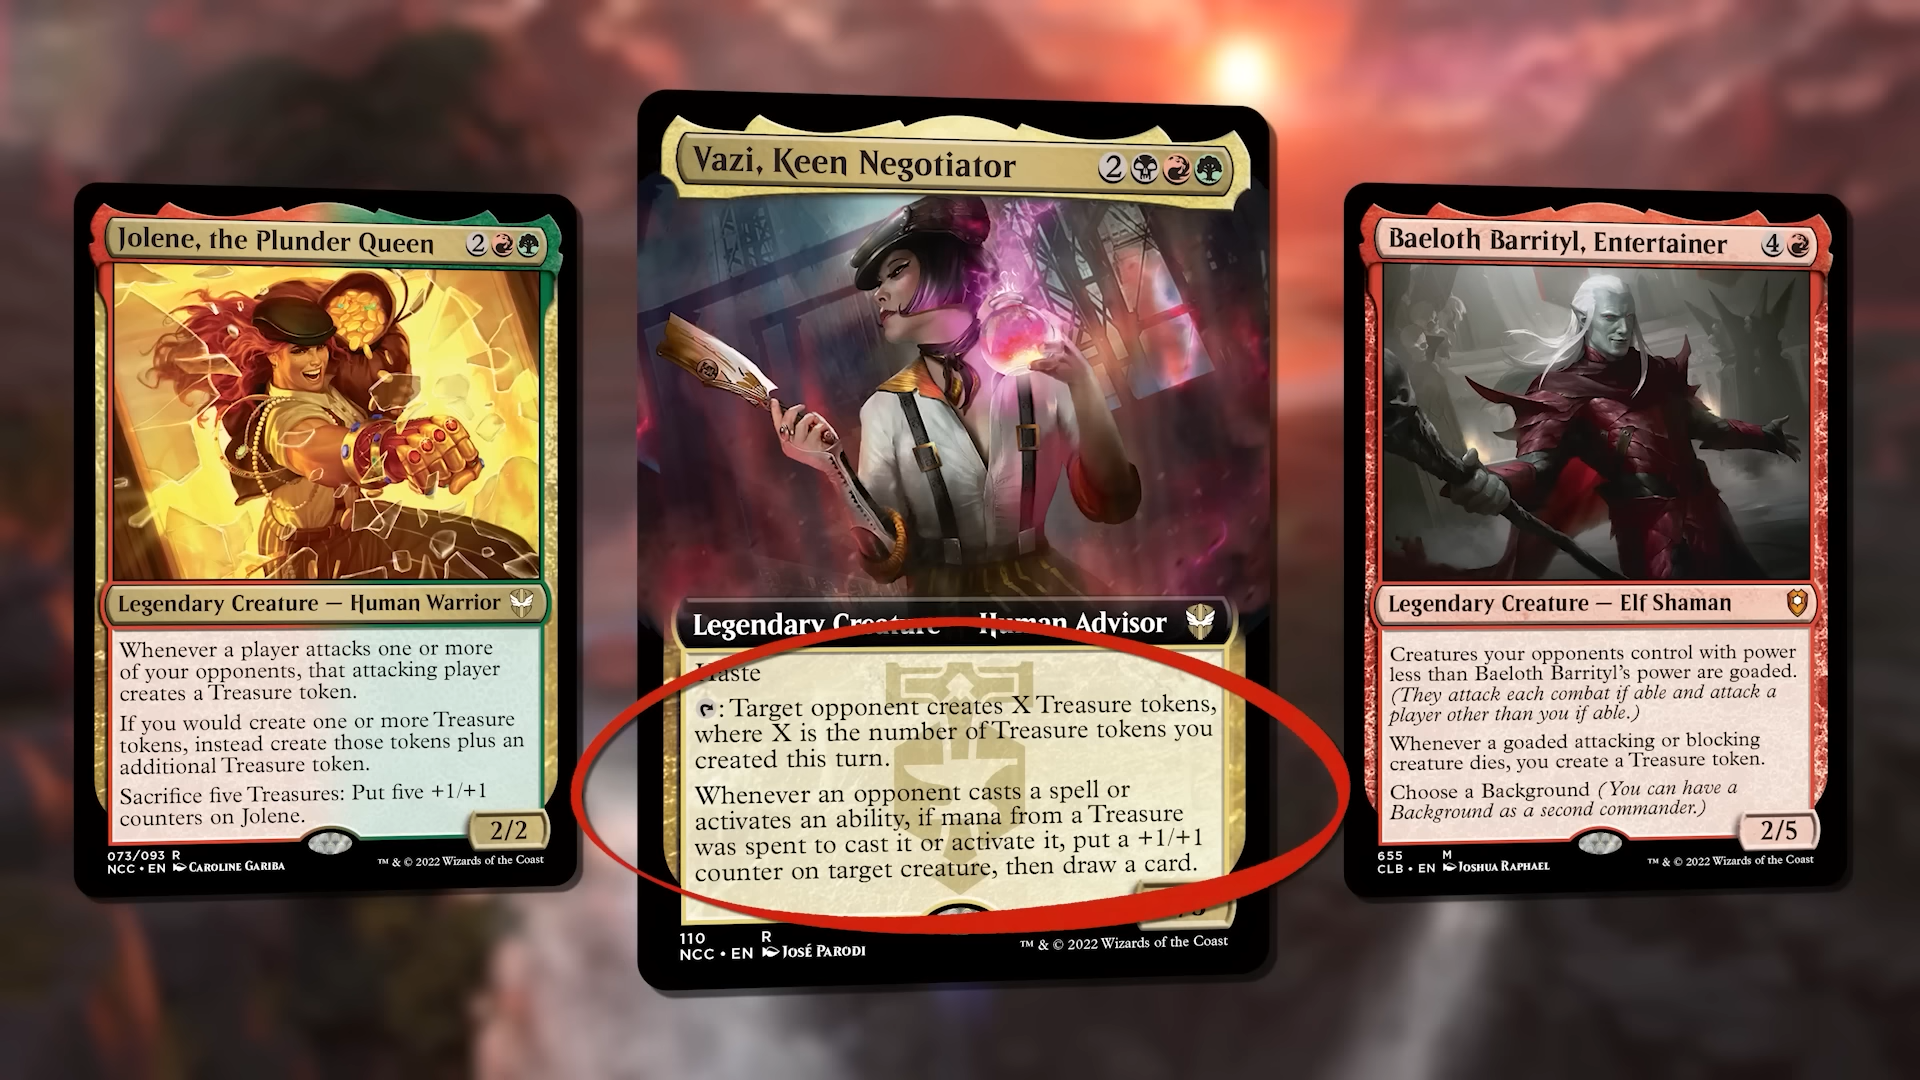 Jolene, the Plunder Queen
2
Legendary Creature — Human Warrior
Whenever a player attacks one or more
of your opponents, that attacking player
creates a Treasure token.
If you would create one or more Treasure
tokens, instead create those tokens plus an
additional Treasure token.
Sacrifice five Treasures: Put five +1/+1
counters on Jolene.
2/2
073/093 R
NCC • EN CAROLINE GARIBA
™ & © 2022 Wizards of the Coast
Vazi, Keen Negotiator
2
Legendary Creature — Human Advisor
Haste
: Target opponent creates X Treasure tokens,
where X is the number of Treasure tokens you
created this turn.
Whenever an opponent casts a spell or
activates an ability, if mana from a Treasure
was spent to cast it or activate it, put a +1/+1
counter on target creature, then draw a card.
110 R
NCC • EN JOSÉ PARODI
™ & © 2022 Wizards of the Coast
Baeloth Barrityl, Entertainer
4
Legendary Creature — Elf Shaman
Creatures your opponents control with power
less than Baeloth Barrityl's power are goaded.
(They attack each combat if able and attack a
player other than you if able.)
Whenever a goaded attacking or blocking
creature dies, you create a Treasure token.
Choose a Background (You can have a
Background as a second commander.)
2/5
655 M
CLB • EN JOSHUA RAPHAEL
™ & © 2022 Wizards of the Coast